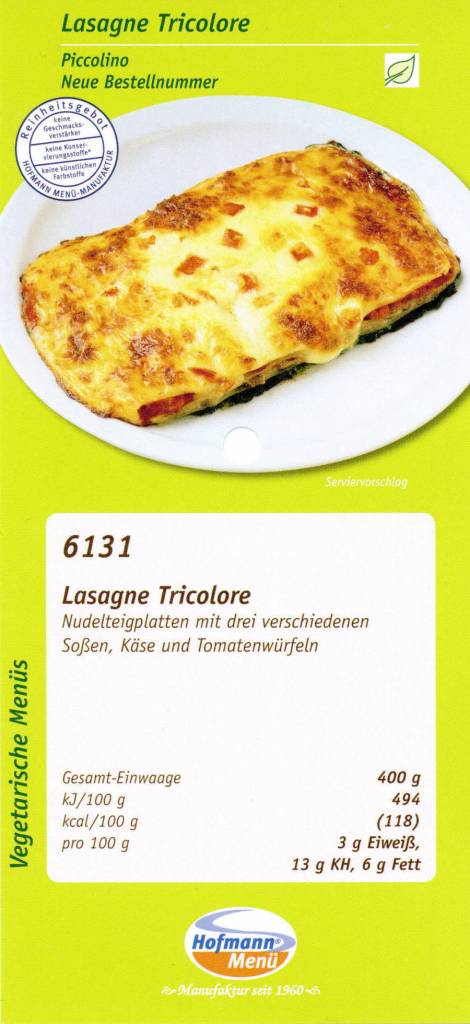 Lasagne Tricolore
Piccolino
Neue Bestellnummer
Reinheitsgebot
keine
Geschmacks-
verstärker
keine Konser-
vierungsstoffe*
keine künstlichen
Farbstoffe
HOFMANN MENÜ-MANUFAKTUR
Serviervorschlag
6131
Lasagne Tricolore
Nudelteigplatten mit drei verschiedenen
Soßen, Käse und Tomatenwürfeln
Gesamt-Einwaage 400 g
kJ/100 g 494
kcal/100 g (118)
pro 100 g 3 g Eiweiß,
13 g KH, 6 g Fett
Vegetarische Menüs
Hofmann®
Menü
Manufaktur seit 1960